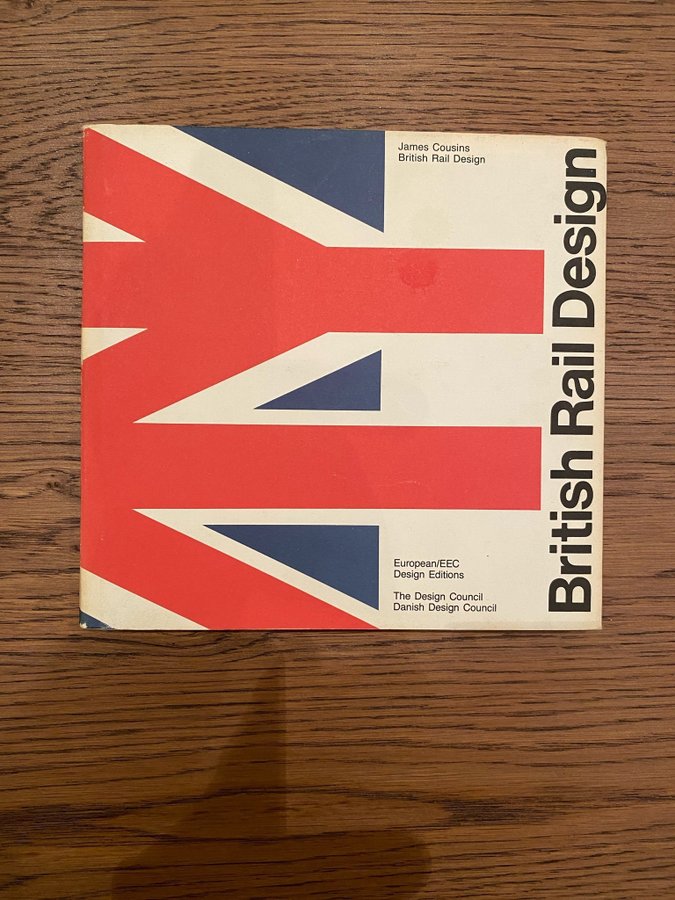 James Cousins
British Rail Design
British Rail Design
European/EEC
Design Editions
The Design Council
Danish Design Council